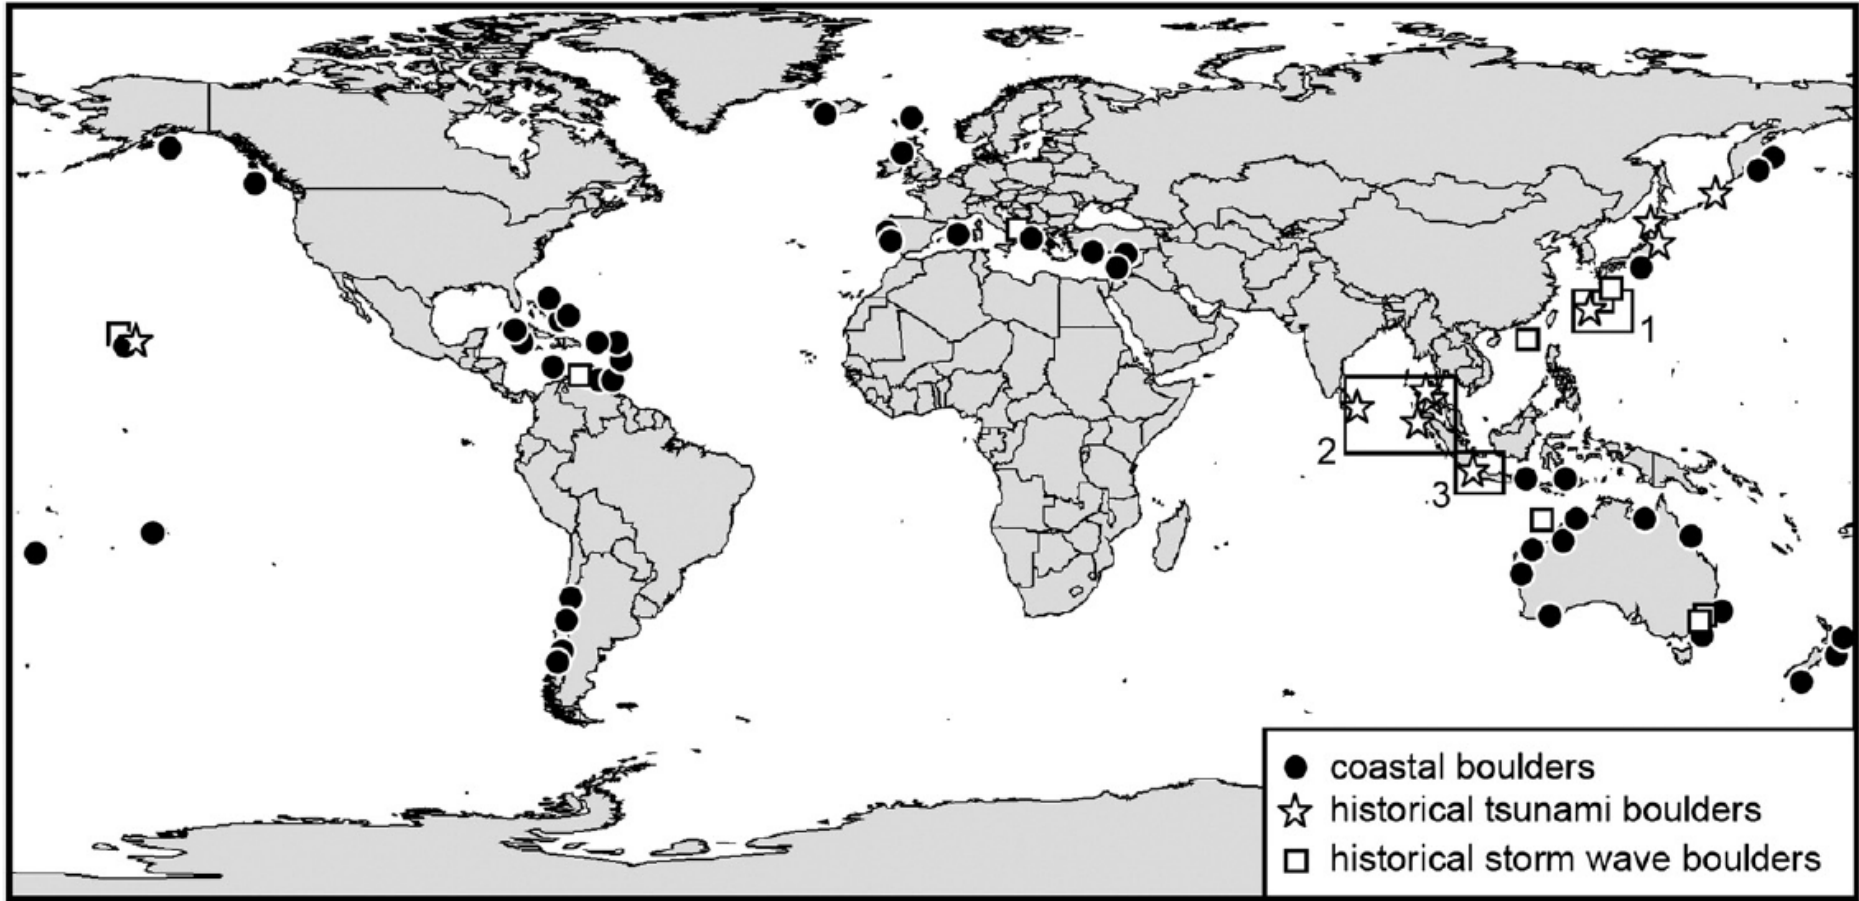 1
2
3
coastal boulders
historical tsunami boulders
historical storm wave boulders